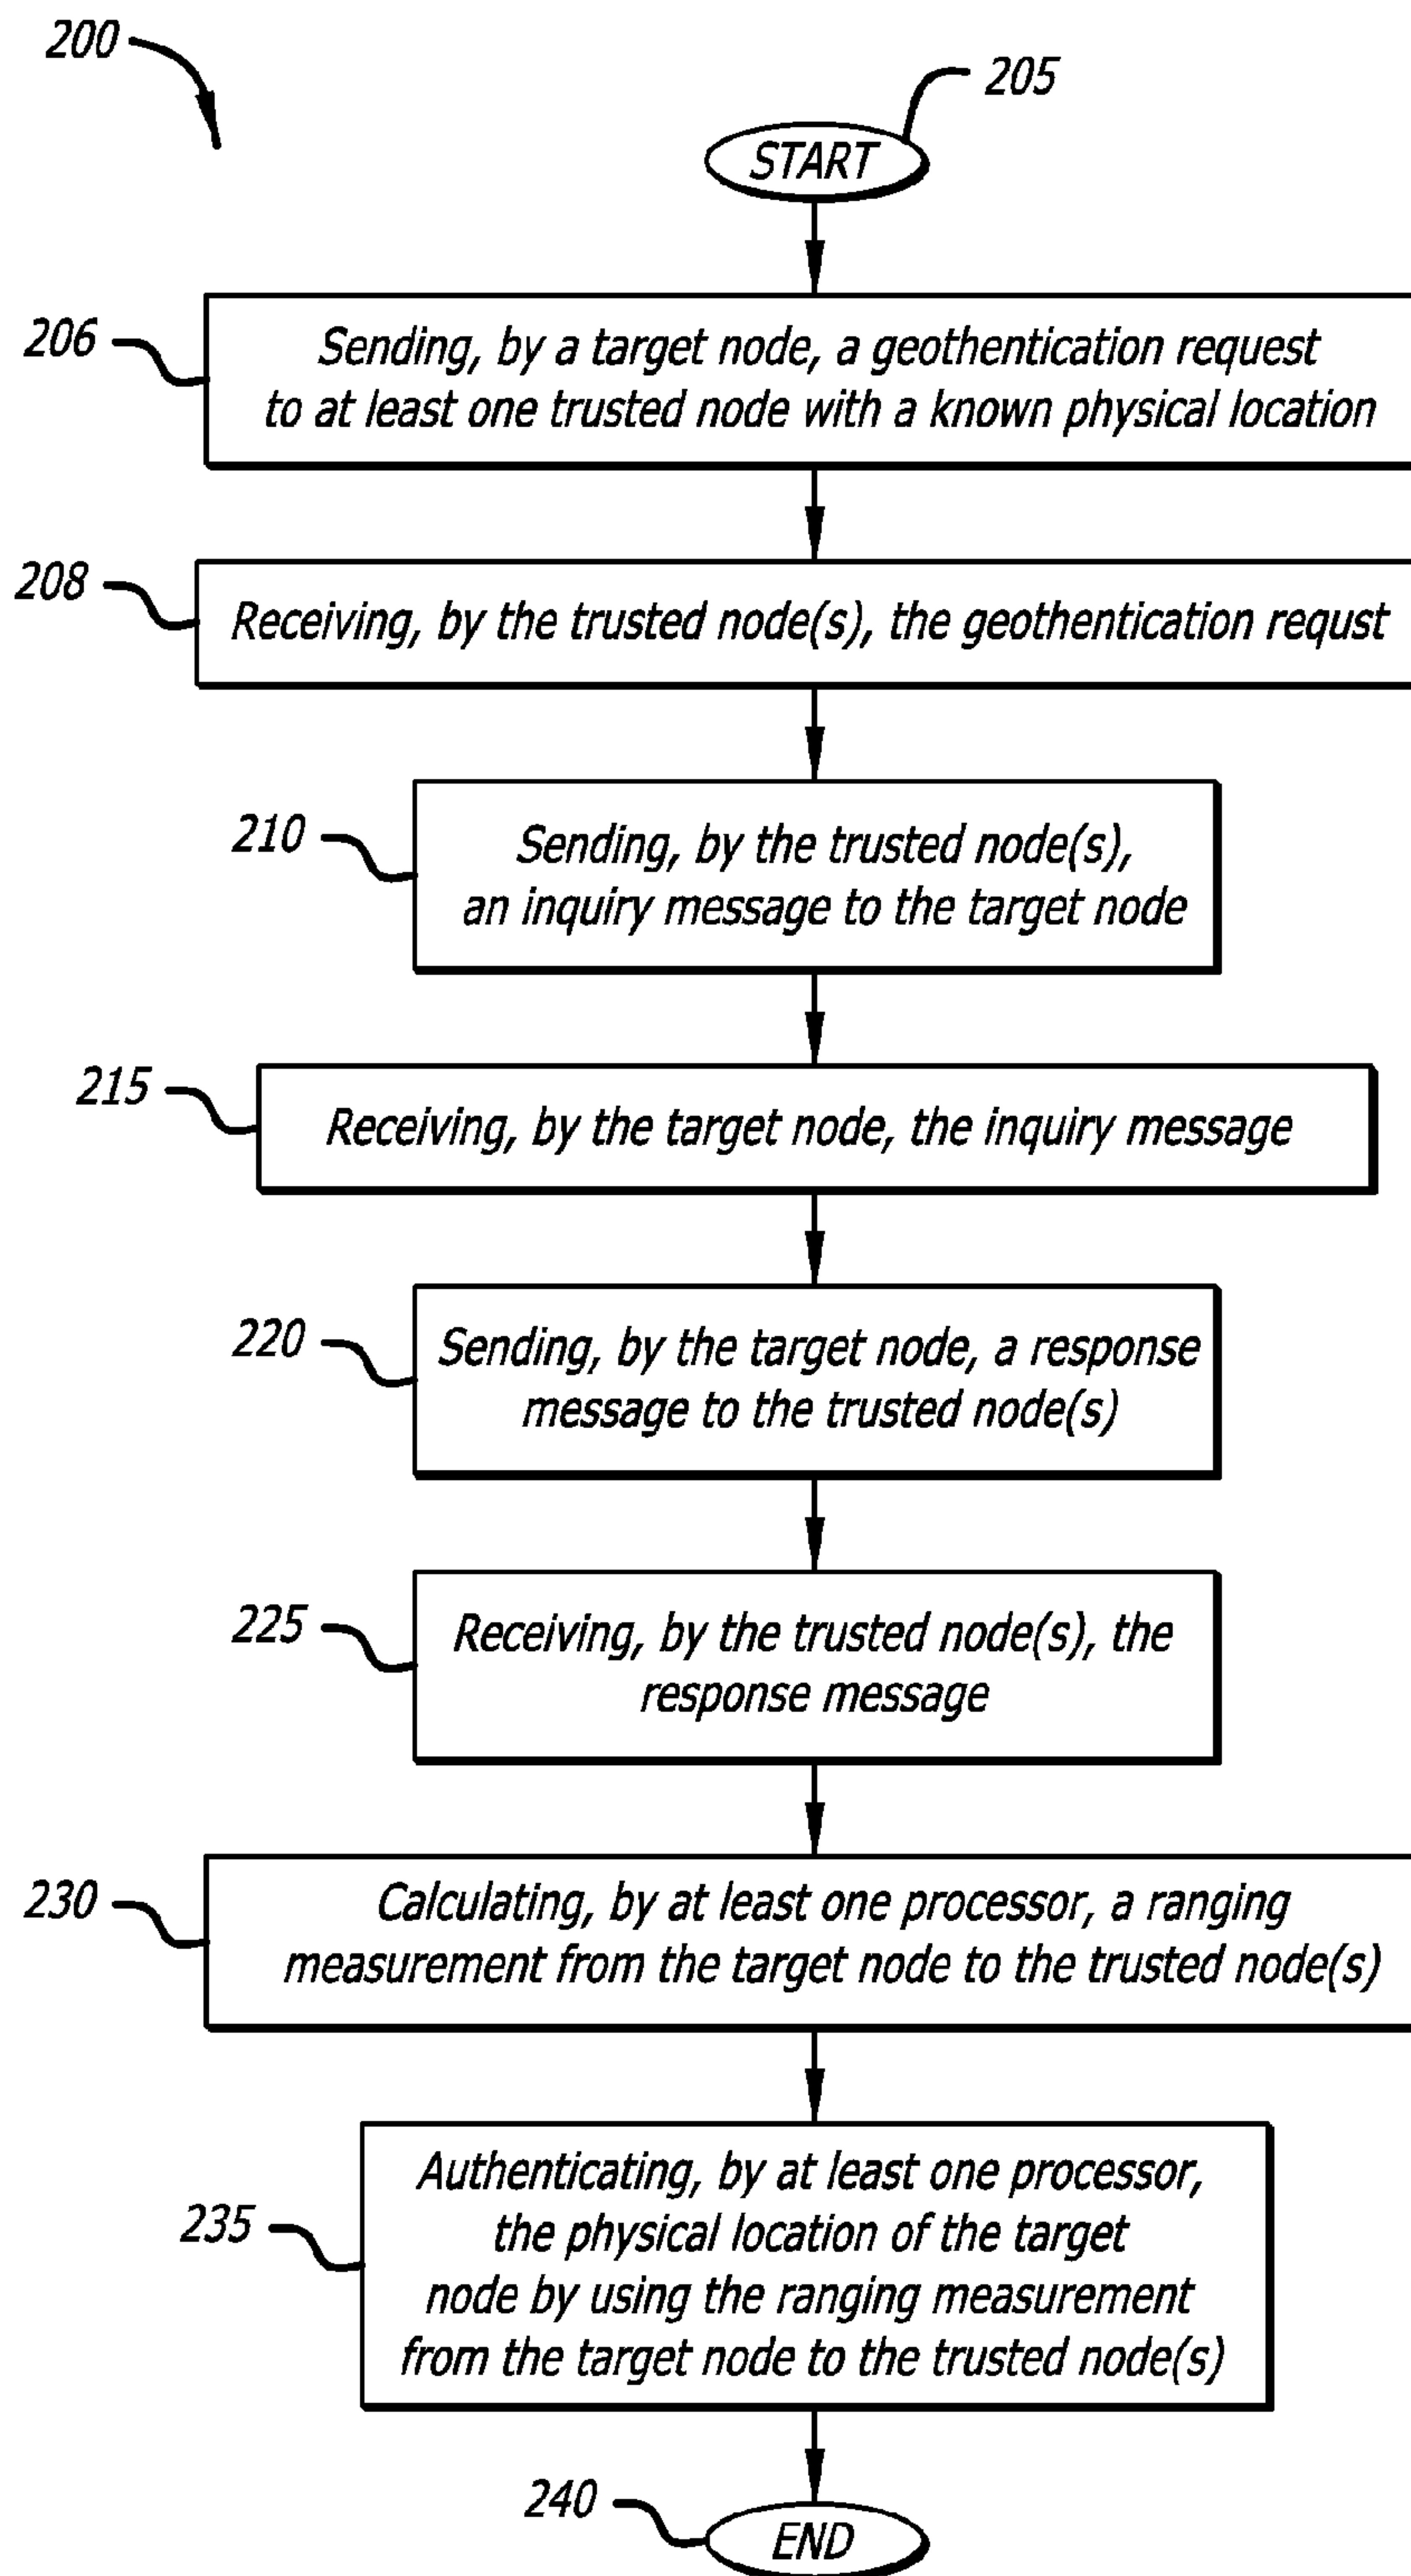 200
205
START
206
Sending, by a target node, a geothentication request
to at least one trusted node with a known physical location
208
Receiving, by the trusted node(s), the geothentication requst
210
Sending, by the trusted node(s),
an inquiry message to the target node
215
Receiving, by the target node, the inquiry message
220
Sending, by the target node, a response
message to the trusted node(s)
225
Receiving, by the trusted node(s), the
response message
230
Calculating, by at least one processor, a ranging
measurement from the target node to the trusted node(s)
235
Authenticating, by at least one processor,
the physical location of the target
node by using the ranging measurement
from the target node to the trusted node(s)
240
END